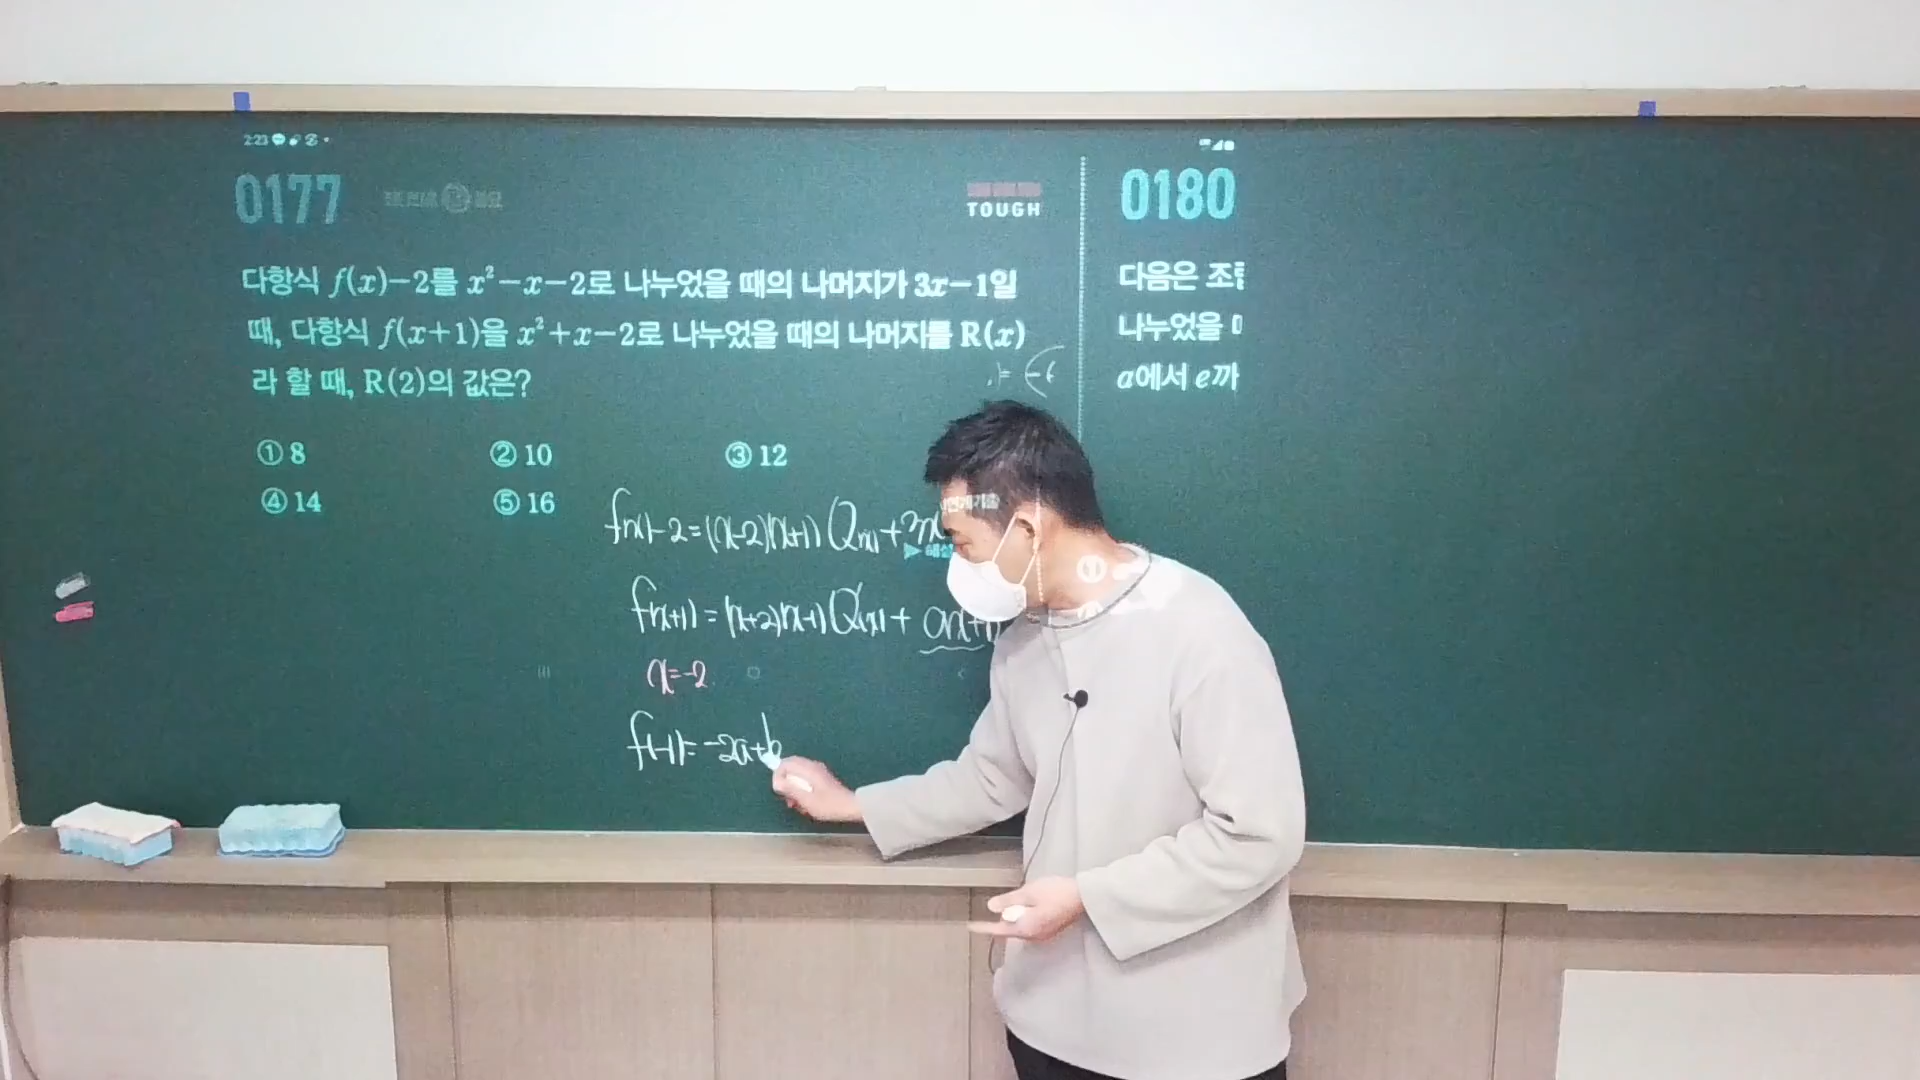 2:23
0177
TOUGH
다항식 f(x)−2를 x²−x−2로 나누었을 때의 나머지가 3x−1일
때, 다항식 f(x+1)을 x²+x−2로 나누었을 때의 나머지를 R(x)
라 할 때, R(2)의 값은?
① 8
② 10
③ 12
④ 14
⑤ 16
f(x)-2=(x-2)(x+1)Q(x)+3x
f(x+1)=(x+2)(x-1)Q'(x)+ax+
x=-2
f(-1)=-2a+b
0180
다음은 조
나누었을
a에서 e까